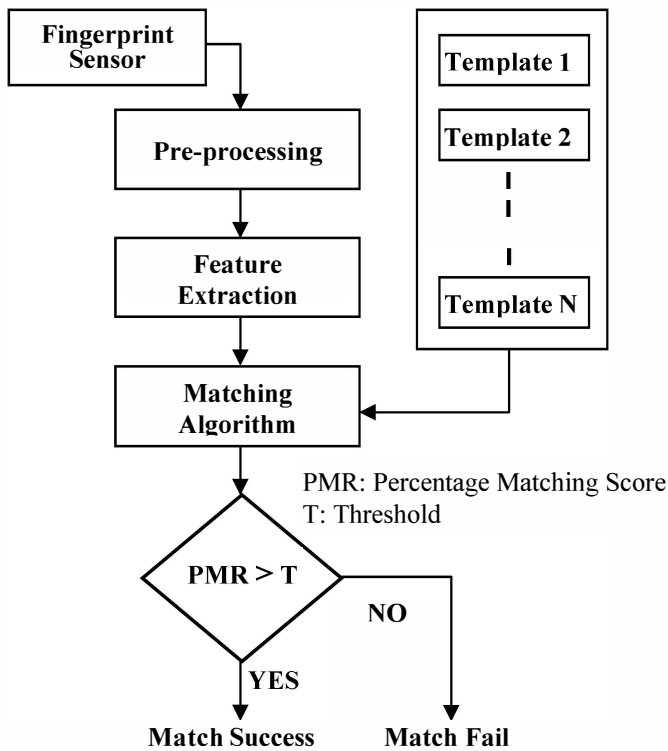 Fingerprint
Sensor
Pre-processing
Feature
Extraction
Matching
Algorithm
Template 1
Template 2
Template N
PMR: Percentage Matching Score
T: Threshold
PMR > T
NO
YES
Match Success
Match Fail